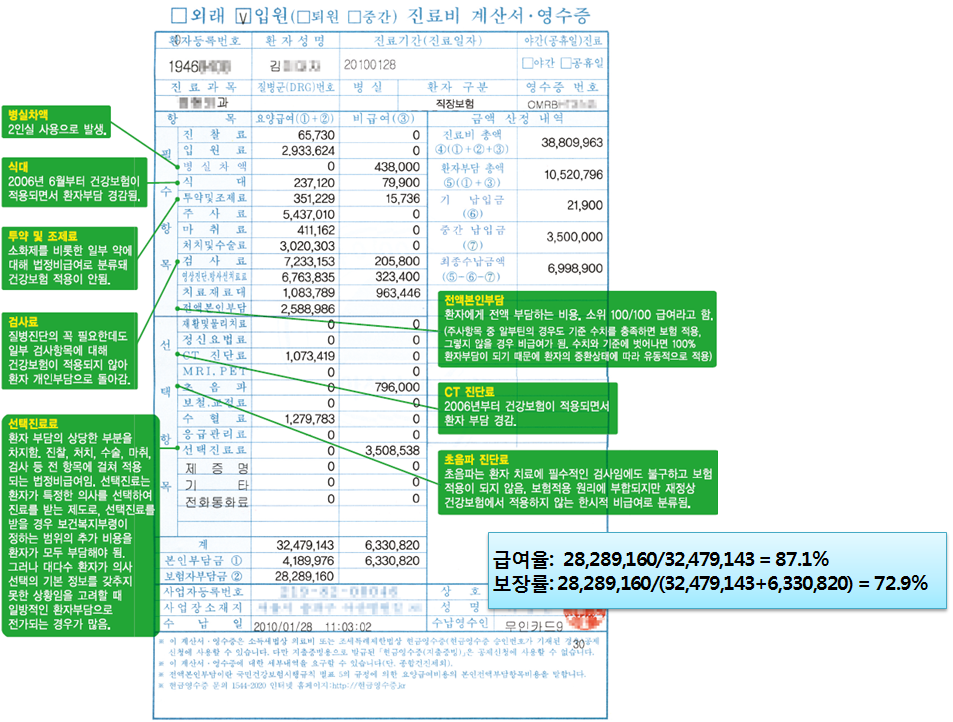 □외래 ☑입원(□퇴원 □중간) 진료비 계산서·영수증
환자등록번호 환 자 성 명 진료기간(진료일자) 야간(공휴일)진료
1946 김 20100128 □야간 □공휴일
진 료 과 목 질병군(DRG)번호 병 실 환 자 구 분 영수증 번호
과 직장보험 OMRB
항 목 요양급여(①+②) 비급여(③) 금 액 산 정 내 역
필 수 항 목
진 찰 료 65,730 0
입 원 료 2,933,624 0
병 실 차 액 0 438,000
식 대 237,120 79,900
투약및조제료 351,229 15,736
주 사 료 5,437,010 0
마 취 료 411,162 0
처치및수술료 3,020,303 0
검 사 료 7,233,153 205,800
영상진단,방사선치료료 6,763,835 323,400
치료재료대 1,083,789 963,446
전액본인부담 2,588,986
선 택 항 목
재활및물리치료 0 0
정신요법료 0 0
CT 진단료 1,073,419 0
MRI,PET 0 0
초 음 파 0 796,000
보철.교정료 0 0
수 혈 료 1,279,783 0
응급관리료 0 0
선택진료료 0 3,508,538
제 증 명 0 0
기 타 0 0
전화통화료 0 0
계 32,479,143 6,330,820
본인부담금 ① 4,189,976 6,330,820
보험자부담금 ② 28,289,160
진료비 총액
④(①+②+③) 38,809,963
환자부담 총액
⑤(①+③) 10,520,796
기 납입금
(⑥) 21,900
중간 납입금
(⑦) 3,500,000
최종수납금액
(⑤-⑥-⑦) 6,998,900
사업자등록번호 상 호
사업장소재지 성 명
수 납 일 2010/01/28 11:03:02 수납영수인 무인카드9
30
※ 이 계산서·영수증은 소득세법상 의료비 또는 조세특례제한법상 현금영수증(현금영수증 승인번호가 기재된 경우)공제
신청에 사용할 수 있습니다. 다만 지출증빙용으로 발급된 「현금영수증(지출증빙)」은 공제신청에 사용할 수 없습니다.
※ 이 계산서·영수증에 대한 세부내역을 요구할 수 있습니다(단, 종합건진제외).
※ 전액본인부담이란 국민건강보험시행규칙 별표 5의 규정에 의한 요양급여비용의 본인전액부담항목비용을 말합니다.
※ 현금영수증 문의 1544-2020 인터넷 홈페이지:http://현금영수증.kr
병실차액
2인실 사용으로 발생.
식대
2006년 6월부터 건강보험이
적용되면서 환자부담 경감됨.
투약 및 조제료
소화제를 비롯한 일부 약에
대해 법정비급여로 분류돼
건강보험 적용이 안됨.
검사료
질병진단의 꼭 필요한데도
일부 검사항목에 대해
건강보험이 적용되지 않아
환자 개인부담으로 돌아감.
선택진료료
환자 부담의 상당한 부분을
차지함. 진찰, 처치, 수술, 마취,
검사 등 전 항목에 걸쳐 적용
되는 법정비급여임. 선택진료는
환자가 특정한 의사를 선택하여
진료를 받는 제도로, 선택진료를
받을 경우 보건복지부령이
정하는 범위의 추가 비용을
환자가 모두 부담해야 됨.
그러나 대다수 환자가 의사
선택의 기본 정보를 갖추지
못한 상황임을 고려할 때
일방적인 환자부담으로
전가되는 경우가 많음.
전액본인부담
환자에게 전액 부담하는 비용. 소위 100/100 급여라고 함.
(주사항목 중 알부틴의 경우도 기준 수치를 충족하면 보험 적용,
그렇지 않을 경우 비급여가 됨. 수치와 기준에 벗어나면 100%
환자부담이 되기 때문에 환자의 중환상태에 따라 유동적으로 적용)
CT 진단료
2006년부터 건강보험이 적용되면서
환자 부담 경감.
초음파 진단료
초음파는 환자 치료에 필수적인 검사임에도 불구하고 보험
적용이 되지 않음. 보험적용 원리에 부합되지만 재정상
건강보험에서 적용하지 않는 한시적 비급여로 분류됨.
급여율: 28,289,160/32,479,143 = 87.1%
보장률: 28,289,160/(32,479,143+6,330,820) = 72.9%